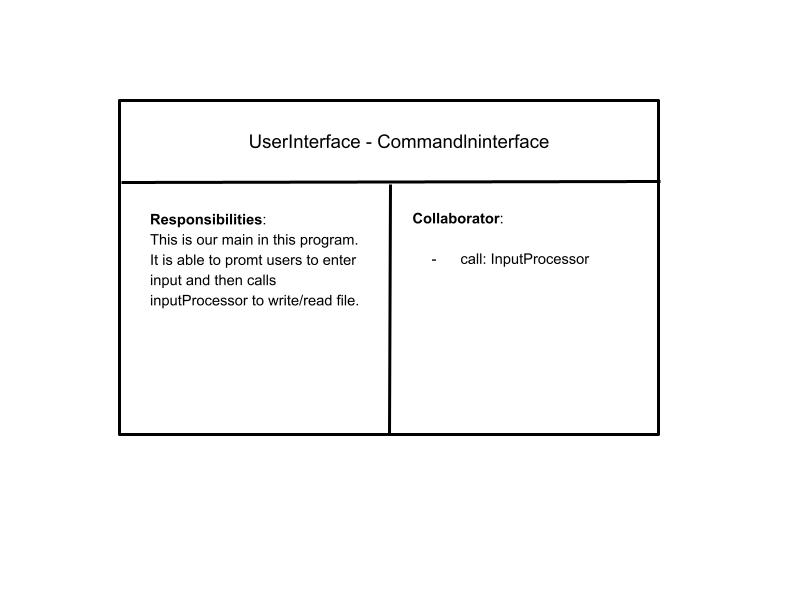 UserInterface - CommandIninterface
Responsibilities:
This is our main in this program.
It is able to promt users to enter
input and then calls
inputProcessor to write/read file.
Collaborator:
- call: InputProcessor